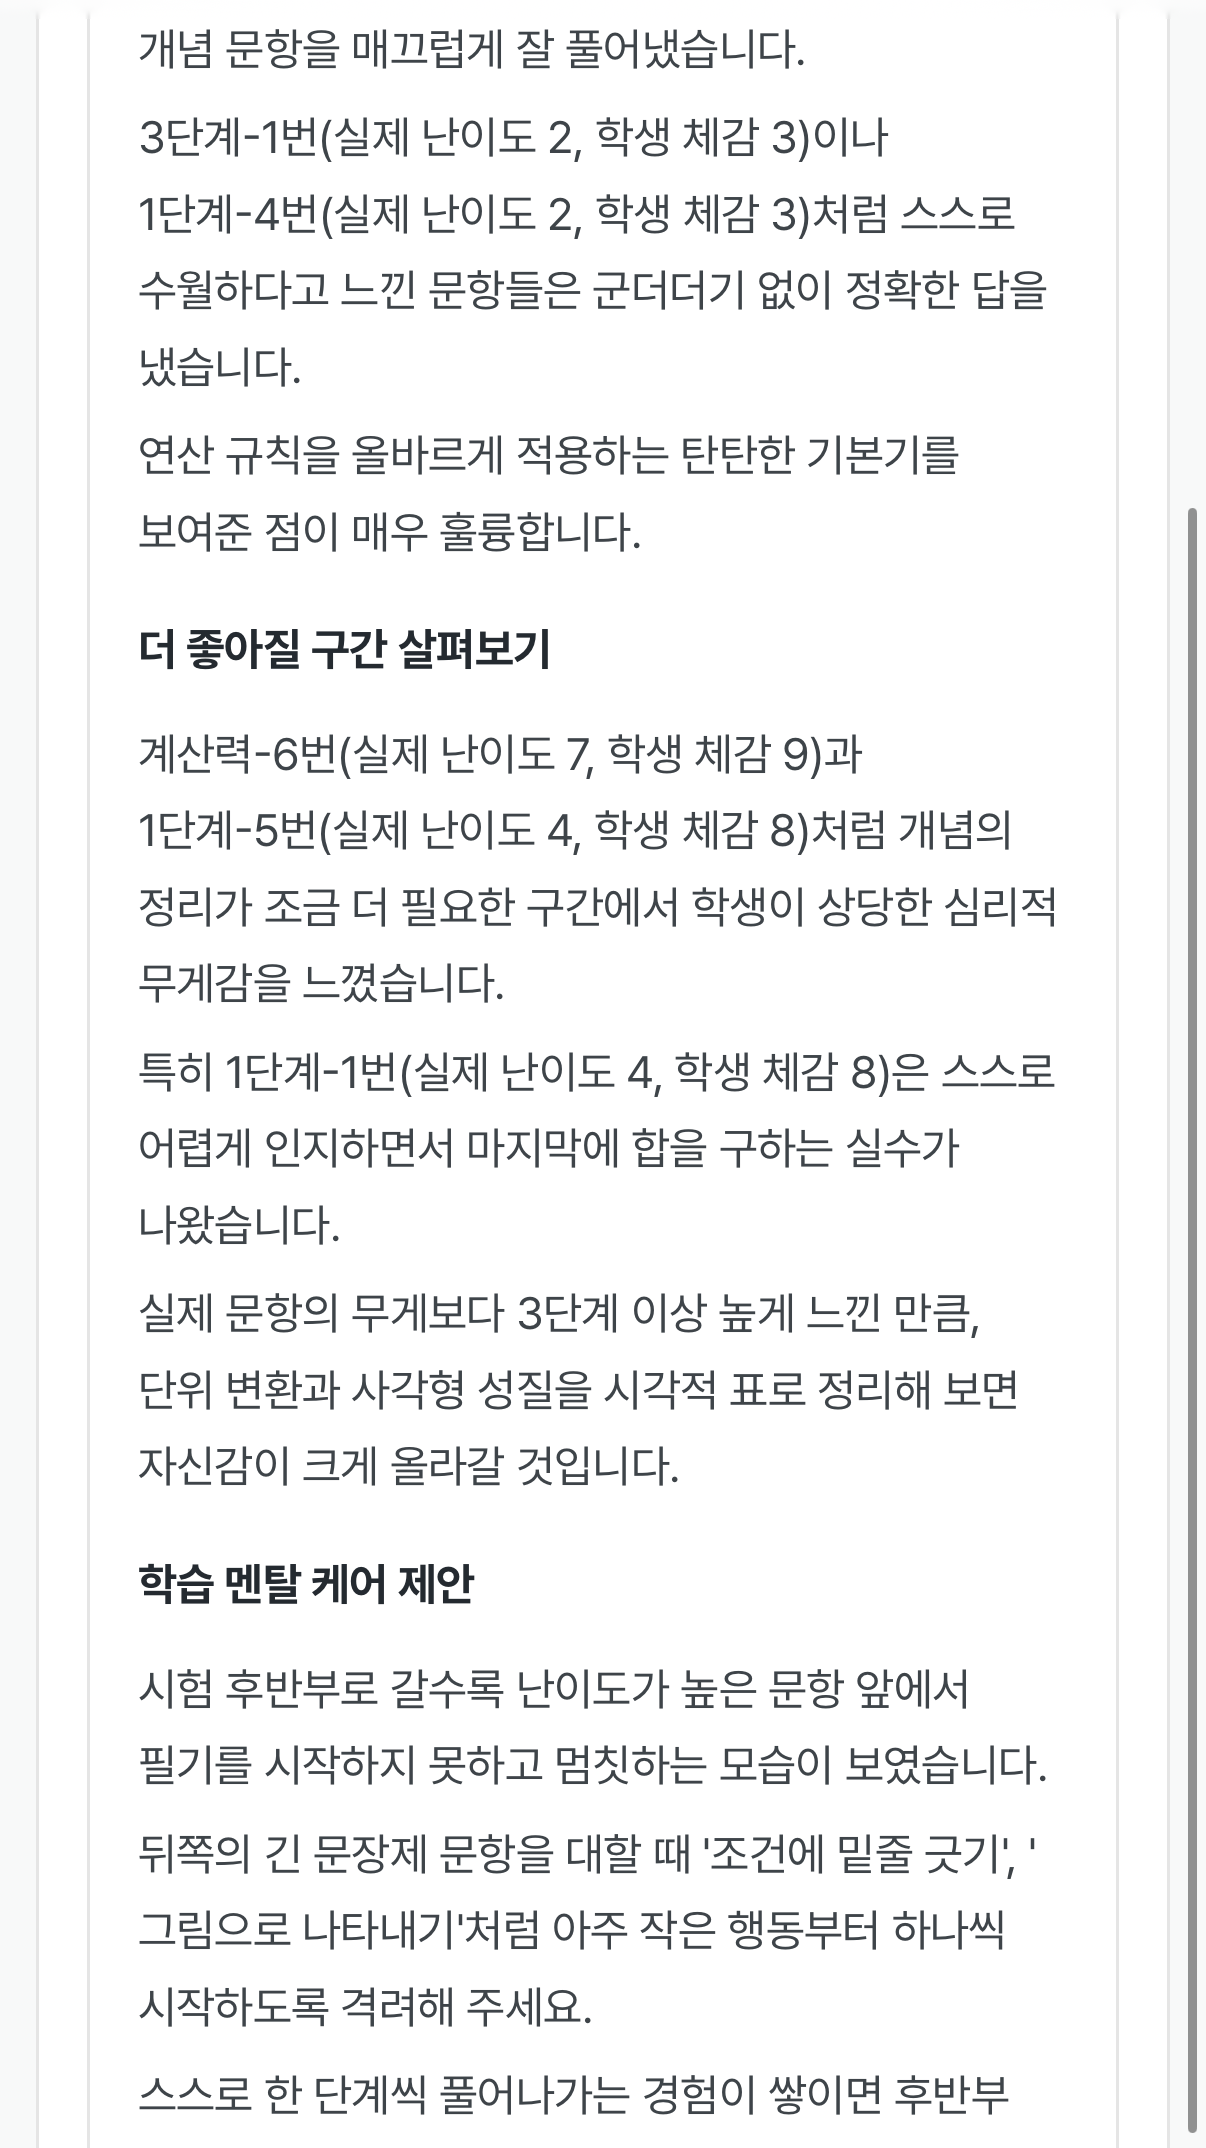 개념 문항을 매끄럽게 잘 풀어냈습니다.
3단계-1번(실제 난이도 2, 학생 체감 3)이나
1단계-4번(실제 난이도 2, 학생 체감 3)처럼 스스로
수월하다고 느낀 문항들은 군더더기 없이 정확한 답을
냈습니다.
연산 규칙을 올바르게 적용하는 탄탄한 기본기를
보여준 점이 매우 훌륭합니다.
더 좋아질 구간 살펴보기
계산력-6번(실제 난이도 7, 학생 체감 9)과
1단계-5번(실제 난이도 4, 학생 체감 8)처럼 개념의
정리가 조금 더 필요한 구간에서 학생이 상당한 심리적
무게감을 느꼈습니다.
특히 1단계-1번(실제 난이도 4, 학생 체감 8)은 스스로
어렵게 인지하면서 마지막에 합을 구하는 실수가
나왔습니다.
실제 문항의 무게보다 3단계 이상 높게 느낀 만큼,
단위 변환과 사각형 성질을 시각적 표로 정리해 보면
자신감이 크게 올라갈 것입니다.
학습 멘탈 케어 제안
시험 후반부로 갈수록 난이도가 높은 문항 앞에서
필기를 시작하지 못하고 멈칫하는 모습이 보였습니다.
뒤쪽의 긴 문장제 문항을 대할 때 '조건에 밑줄 긋기', '
그림으로 나타내기'처럼 아주 작은 행동부터 하나씩
시작하도록 격려해 주세요.
스스로 한 단계씩 풀어나가는 경험이 쌓이면 후반부